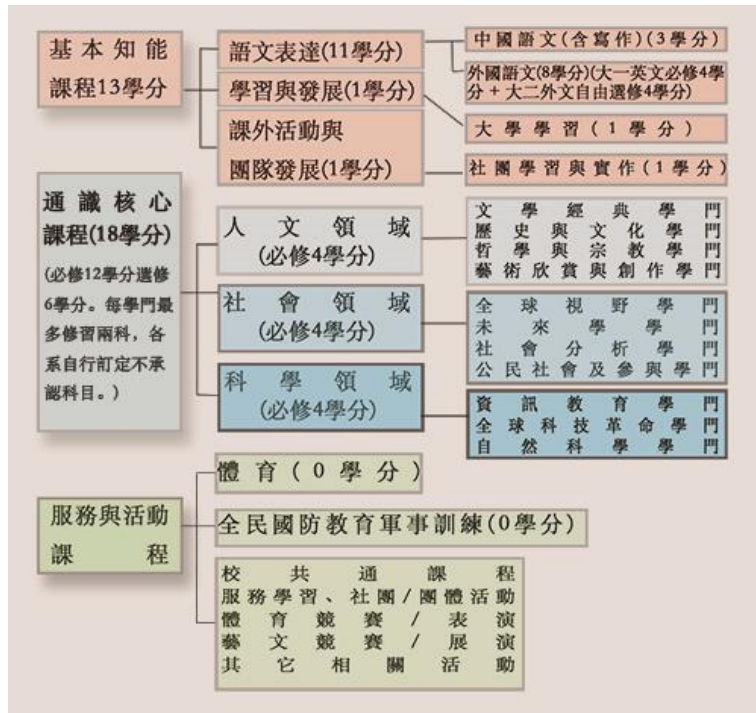 基本知能
課程13學分
語文表達(11學分)
中國語文(含寫作)(3學分)
外國語文(8學分)(大一英文必修4學
分+大二外文自由選修4學分)
學習與發展(1學分)
大學學習(1學分)
課外活動與
團隊發展(1學分)
社團學習與實作(1學分)
通識核心
課程(18學分)
(必修12學分選修
6學分。每學門最
多修習兩科，各
系自行訂定不承
認科目。)
人文領域
(必修4學分)
文學經典學門
歷史與文化學門
哲學與宗教學門
藝術欣賞與創作學門
社會領域
(必修4學分)
全球視野學門
未來學學門
社會分析學門
公民社會及參與學門
科學領域
(必修4學分)
資訊教育學門
全球科技革命學門
自然科學學門
服務與活動
課程
體育(0學分)
全民國防教育軍事訓練(0學分)
校共通課程
服務學習、社團/團體活動
體育競賽/表演
藝文競賽/展演
其它相關活動